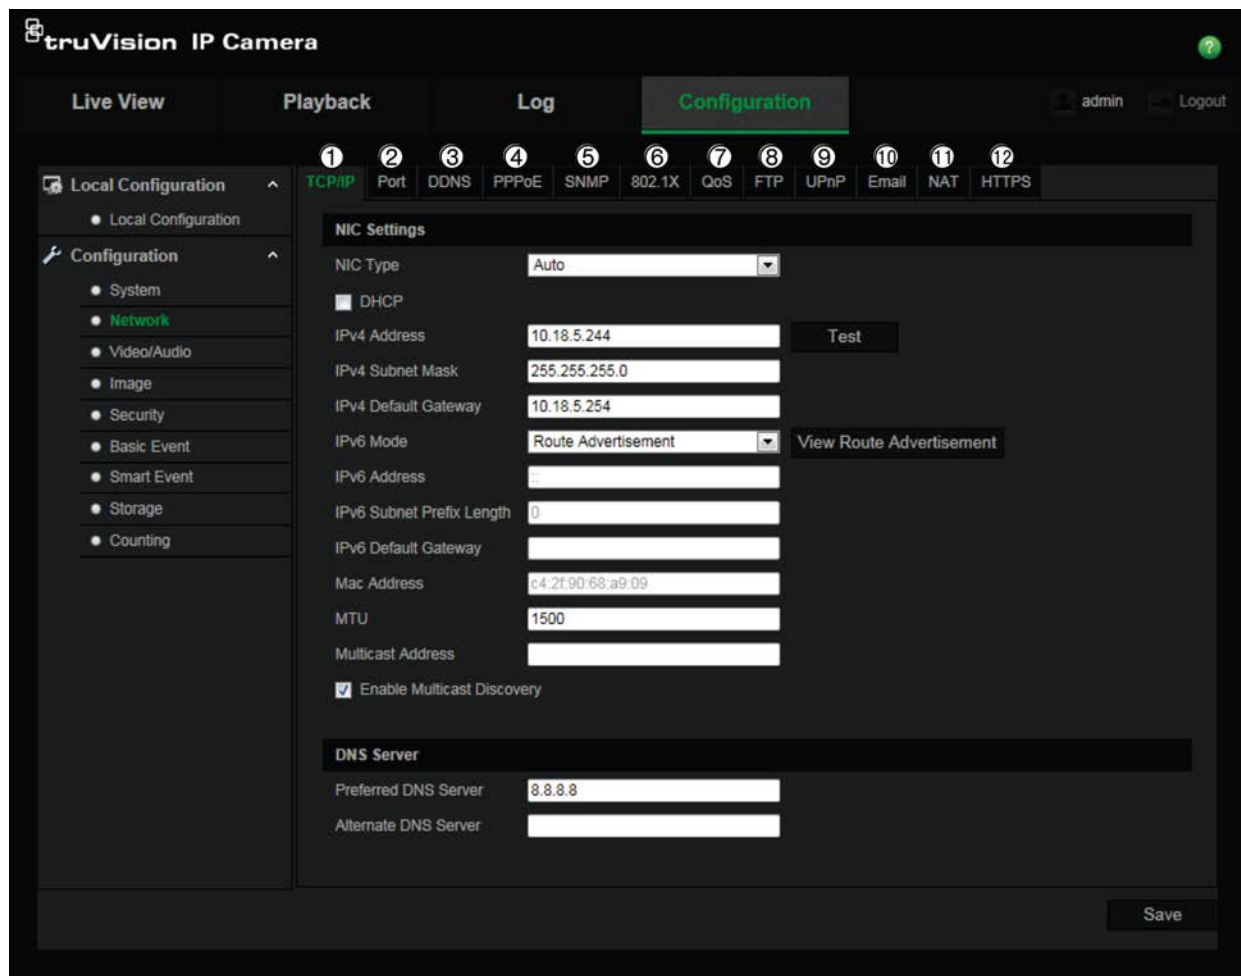 truVision IP Camera
?
Live View Playback Log Configuration admin Logout
① ② ③ ④ ⑤ ⑥ ⑦ ⑧ ⑨ ⑩ ⑪ ⑫
TCP/IP Port DDNS PPPoE SNMP 802.1X QoS FTP UPnP Email NAT HTTPS
Local Configuration
Local Configuration
Configuration
System
Network
Video/Audio
Image
Security
Basic Event
Smart Event
Storage
Counting
NIC Settings
NIC Type Auto
DHCP
IPv4 Address 10.18.5.244 Test
IPv4 Subnet Mask 255.255.255.0
IPv4 Default Gateway 10.18.5.254
IPv6 Mode Route Advertisement View Route Advertisement
IPv6 Address ::
IPv6 Subnet Prefix Length 0
IPv6 Default Gateway
Mac Address c4:2f:90:68:a9:09
MTU 1500
Multicast Address
Enable Multicast Discovery
DNS Server
Preferred DNS Server 8.8.8.8
Alternate DNS Server
Save